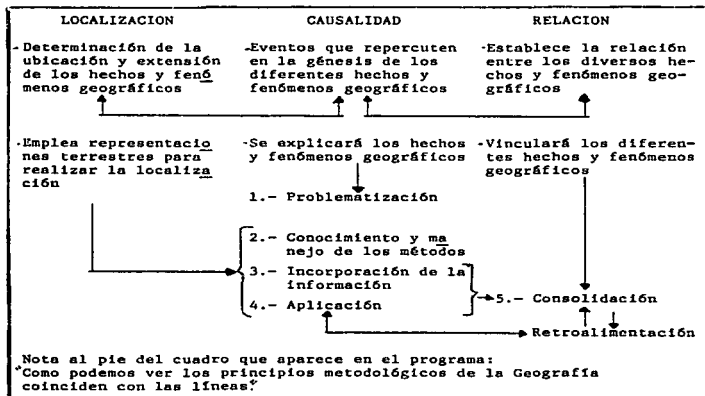 LOCALIZACION
CAUSALIDAD
RELACION
-Determinación de la
ubicación y extensión
de los hechos y fenó
menos geográficos
-Eventos que repercuten
en la génesis de los
diferentes hechos y
fenómenos geográficos
-Establece la relación
entre los diversos he-
chos y fenómenos geo-
gráficos
-Emplea representacio
nes terrestres para
realizar la localiza
ción
-Se explicará los hechos
y fenómenos geográficos
-Vinculará los diferen-
tes hechos y fenómenos
geográficos
1.- Problematización
2.- Conocimiento y ma
nejo de los métodos
3.- Incorporación de la
información
4.- Aplicación
5.- Consolidación
Retroalimentación
Nota al pie del cuadro que aparece en el programa:
"Como podemos ver los principios metodológicos de la Geografía
coinciden con las líneas."